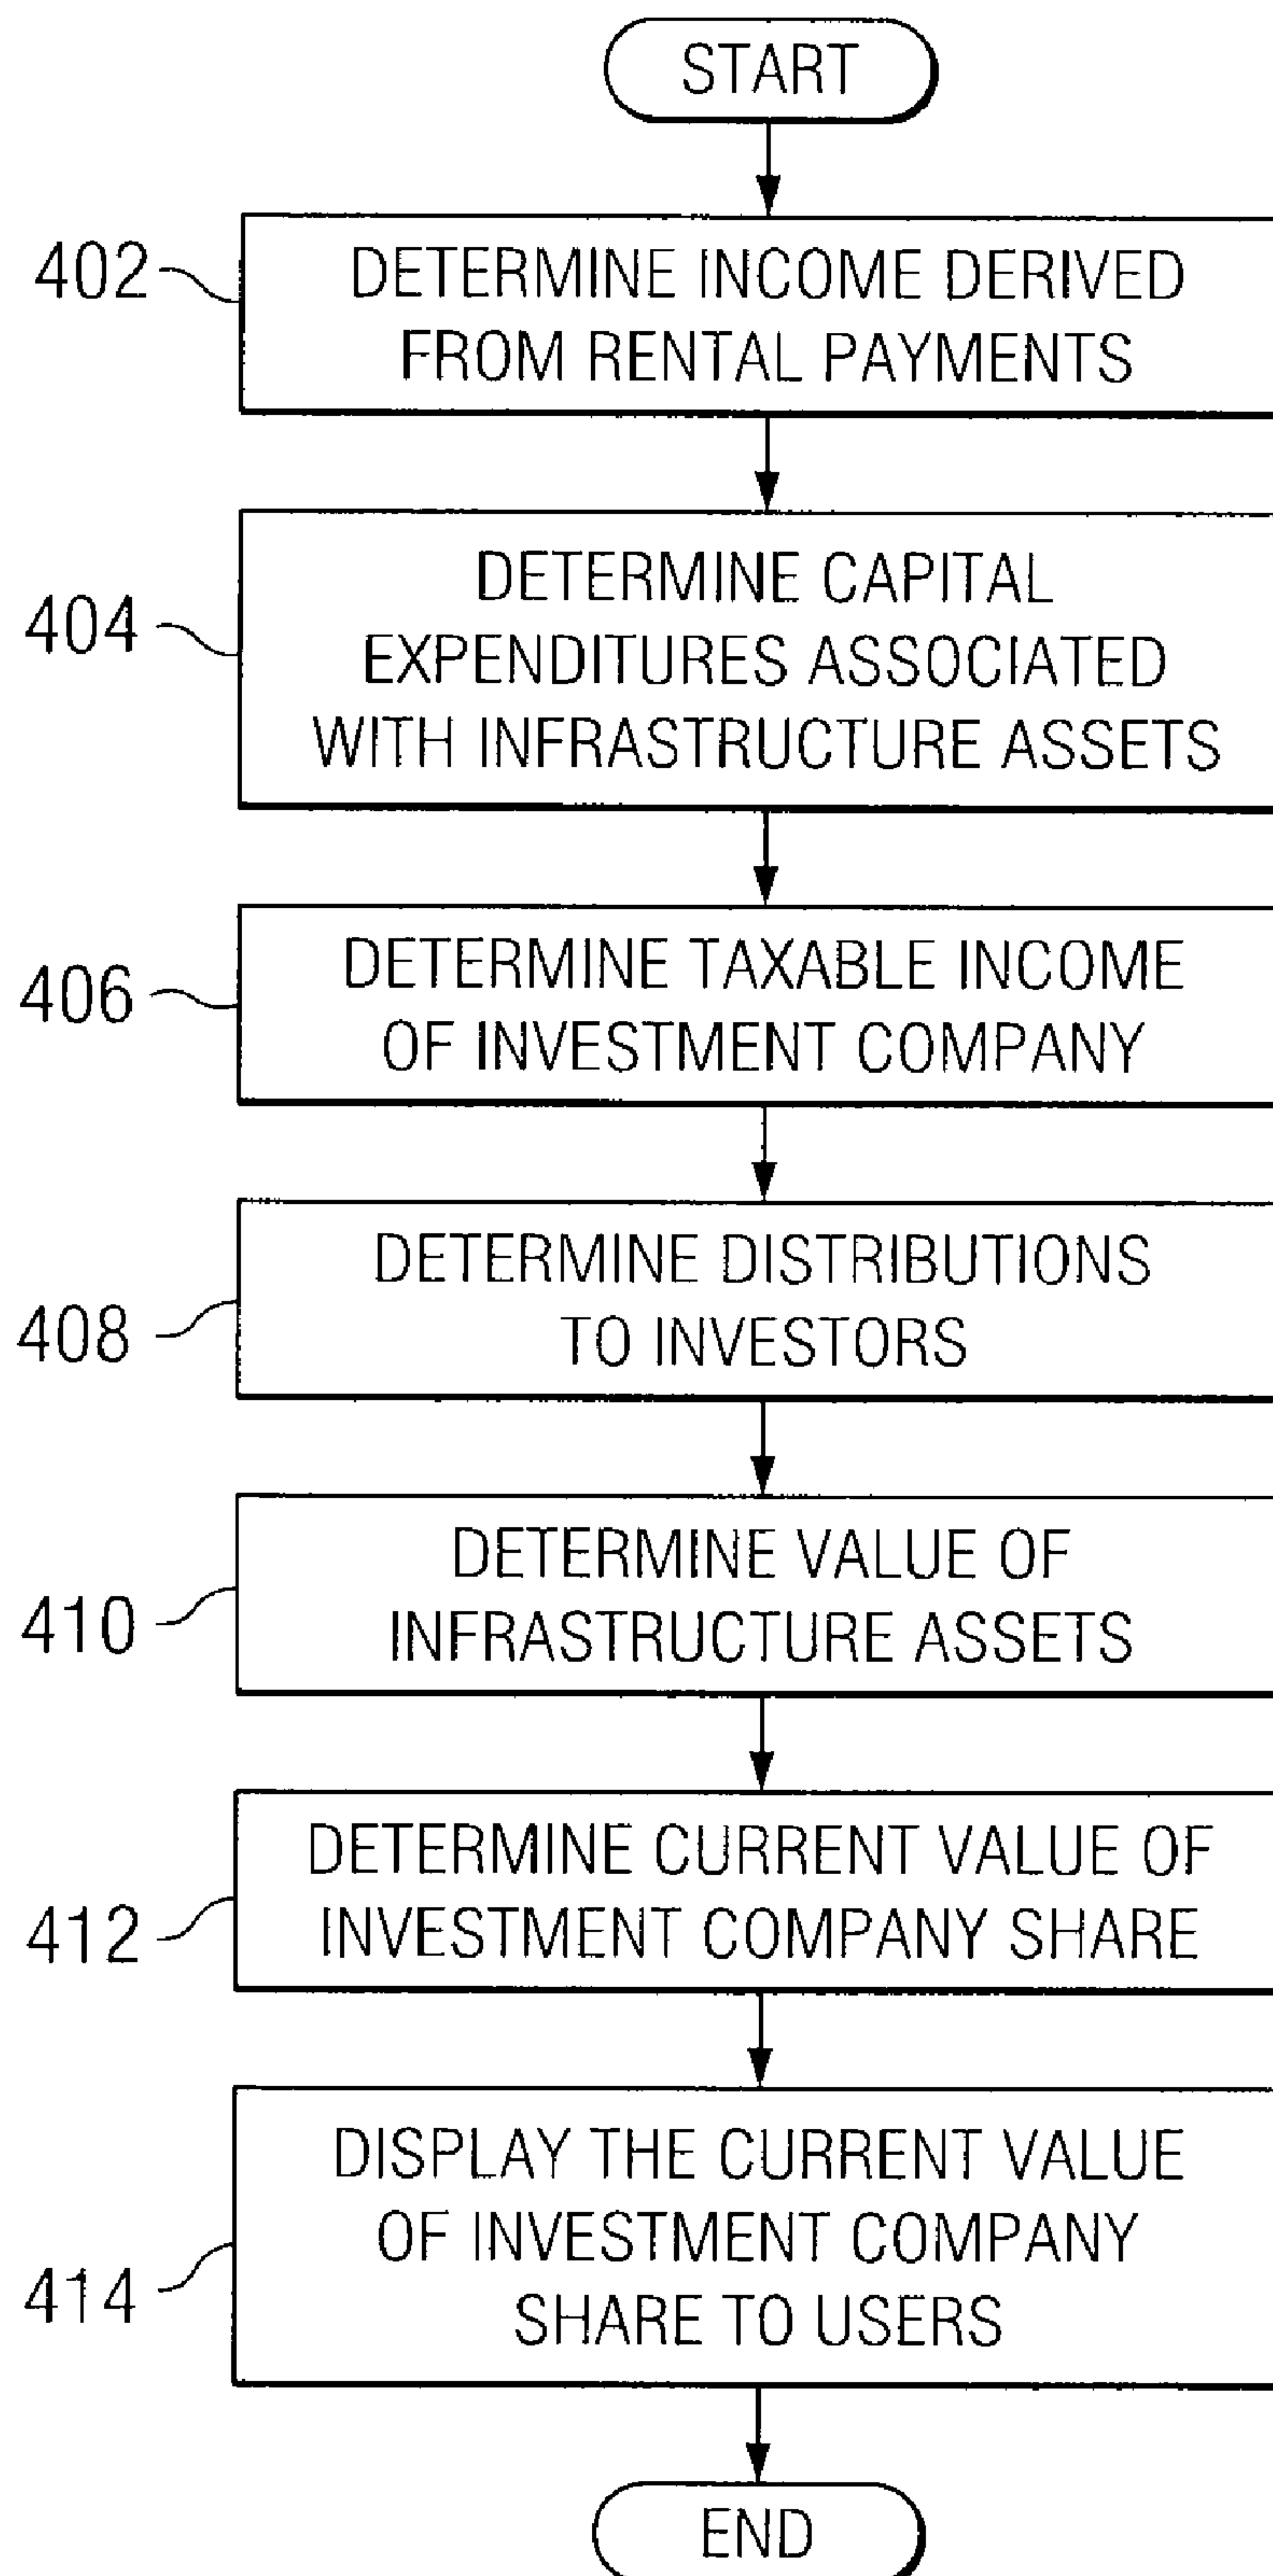 START
402
DETERMINE INCOME DERIVED
FROM RENTAL PAYMENTS
404
DETERMINE CAPITAL
EXPENDITURES ASSOCIATED
WITH INFRASTRUCTURE ASSETS
406
DETERMINE TAXABLE INCOME
OF INVESTMENT COMPANY
408
DETERMINE DISTRIBUTIONS
TO INVESTORS
410
DETERMINE VALUE OF
INFRASTRUCTURE ASSETS
412
DETERMINE CURRENT VALUE OF
INVESTMENT COMPANY SHARE
414
DISPLAY THE CURRENT VALUE
OF INVESTMENT COMPANY
SHARE TO USERS
END